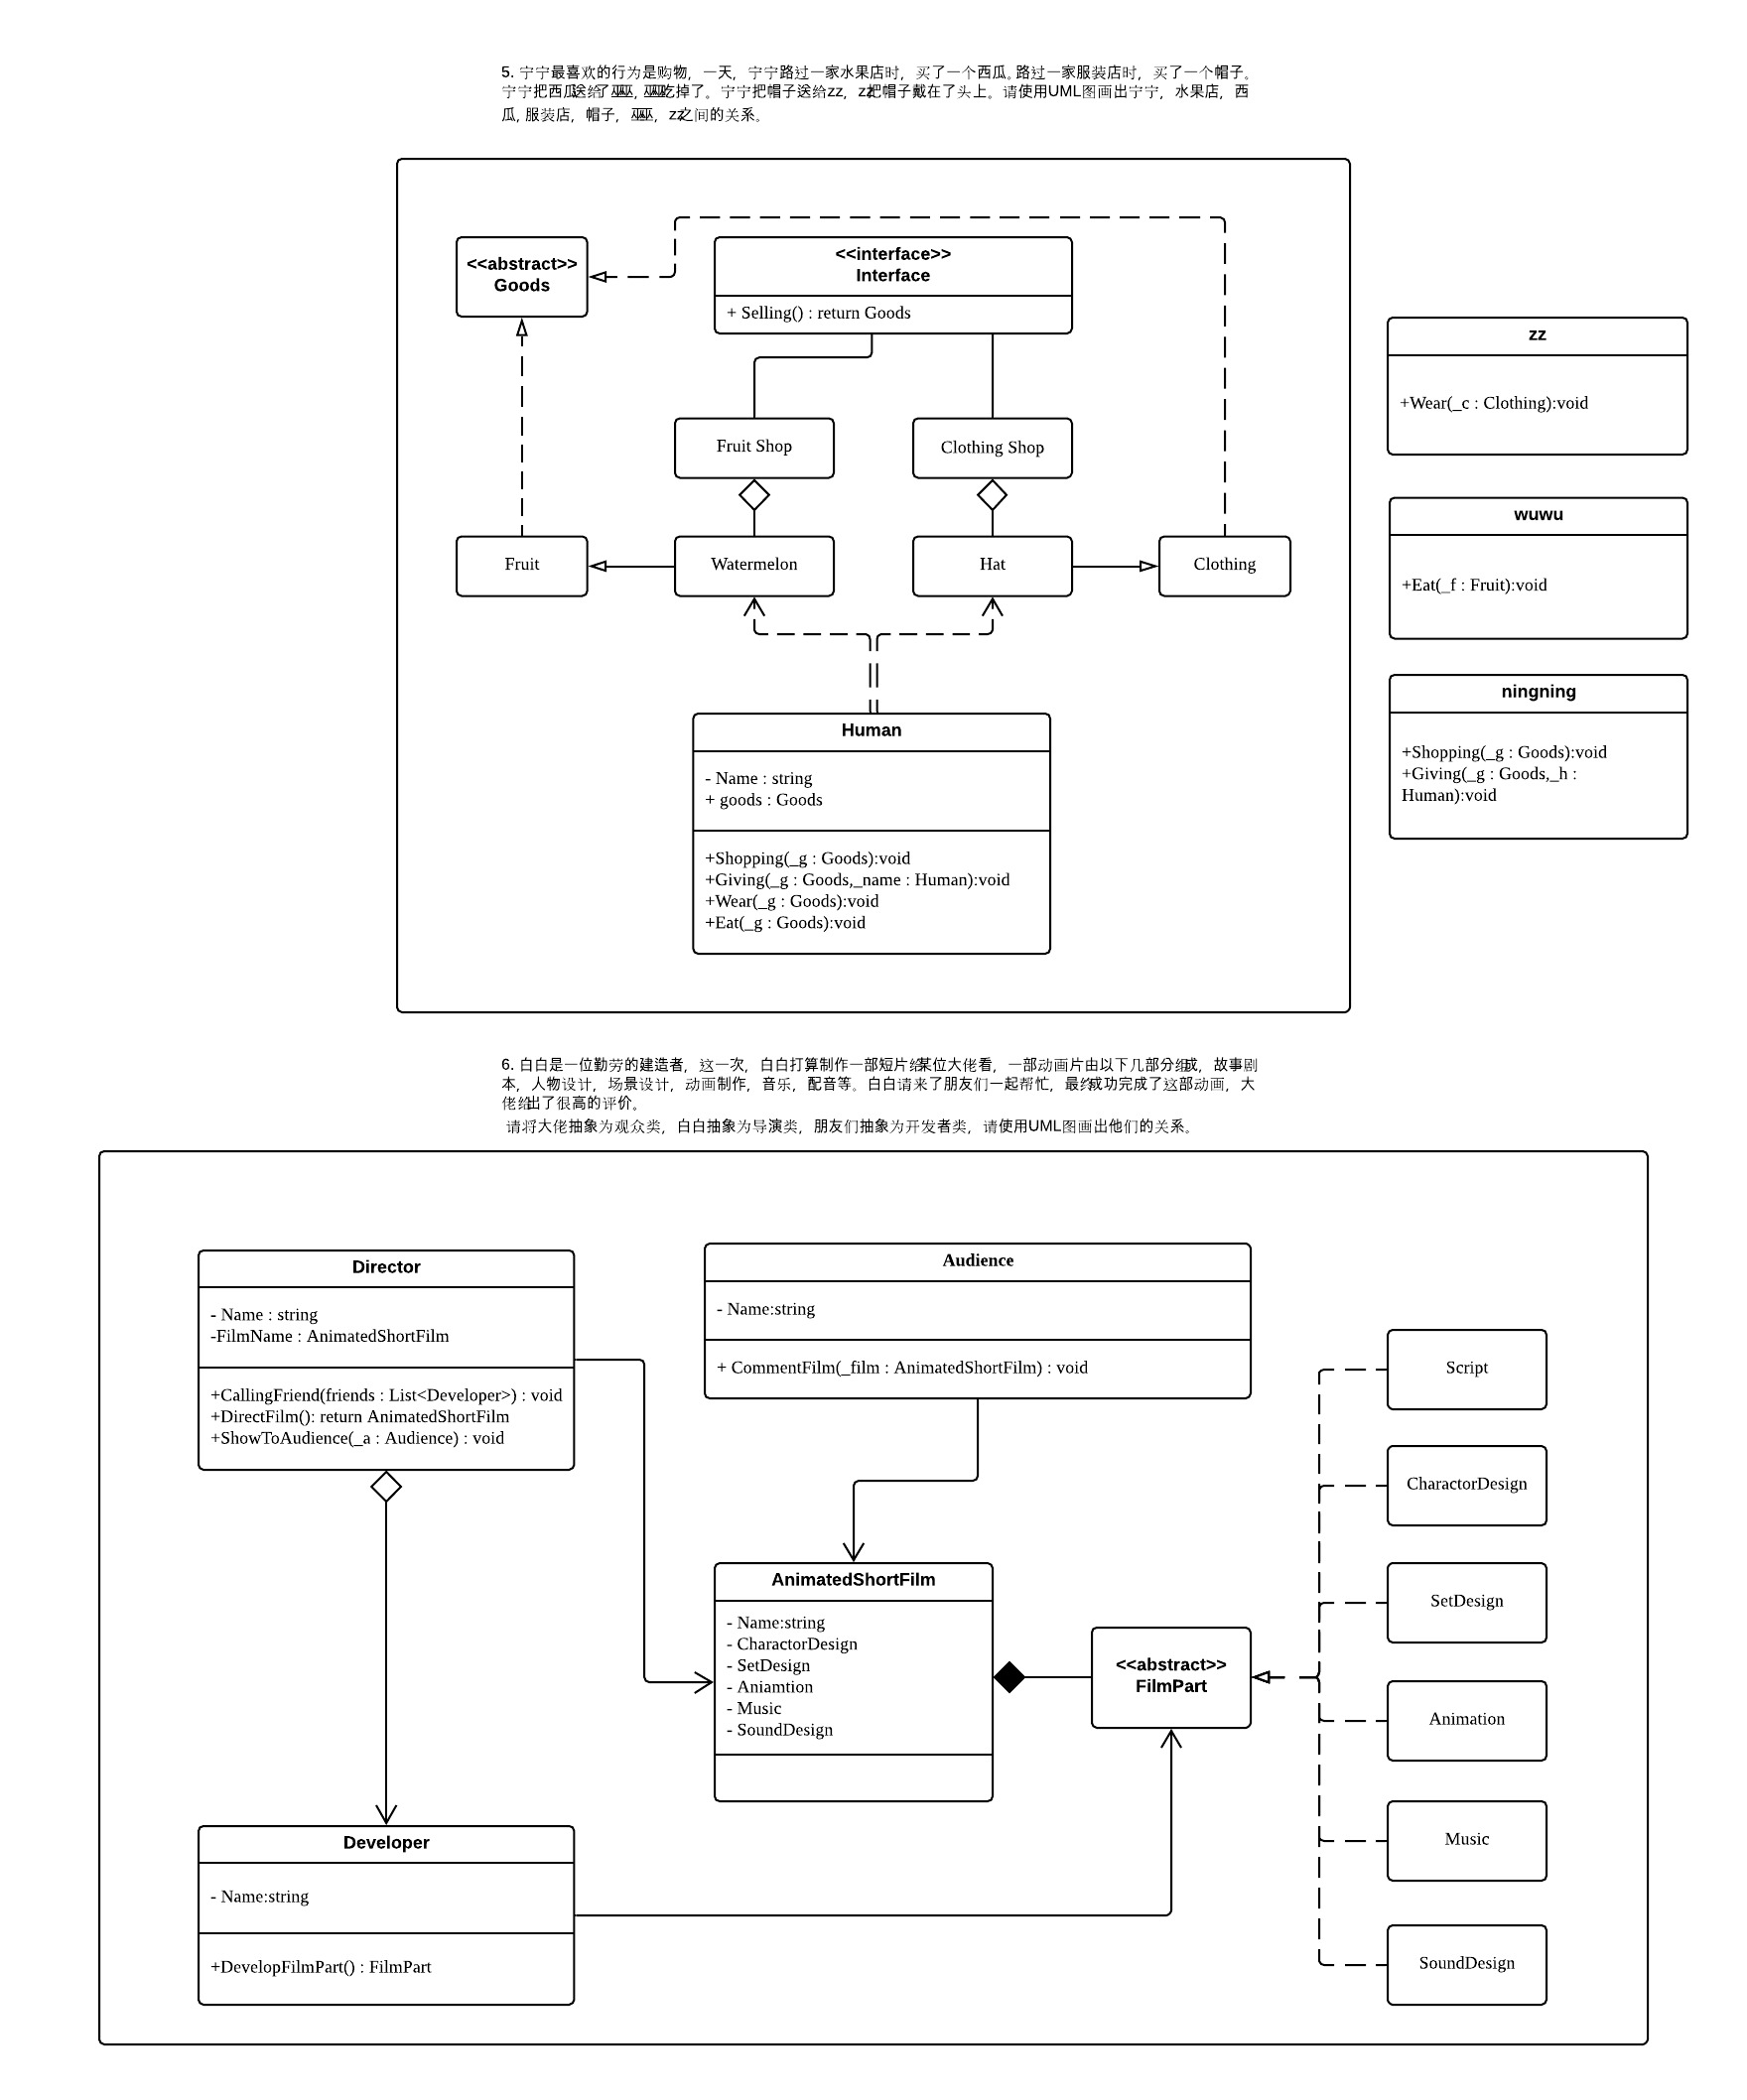 5. 宁宁最喜欢的行为是购物，一天，宁宁路过一家水果店时，买了一个西瓜。路过一家服装店时，买了一个帽子。
宁宁把西瓜送给了巫巫，巫巫吃掉了。宁宁把帽子送给zz，zz把帽子戴在了头上。请使用UML图画出宁宁，水果店，西
瓜, 服装店，帽子，巫巫，zz之间的关系。
<<abstract>>
Goods
<<interface>>
Interface
+ Selling() : return Goods
zz
+Wear(_c : Clothing):void
Fruit Shop
Clothing Shop
wuwu
+Eat(_f : Fruit):void
Fruit
Watermelon
Hat
Clothing
ningning
+Shopping(_g : Goods):void
+Giving(_g : Goods,_h :
Human):void
Human
- Name : string
+ goods : Goods
+Shopping(_g : Goods):void
+Giving(_g : Goods,_name : Human):void
+Wear(_g : Goods):void
+Eat(_g : Goods):void
6. 白白是一位勤劳的建造者，这一次，白白打算制作一部短片给某位大佬看，一部动画片由以下几部分组成，故事剧
本，人物设计，场景设计，动画制作，音乐，配音等。白白请来了朋友们一起帮忙，最终成功完成了这部动画，大
佬给出了很高的评价。
请将大佬抽象为观众类，白白抽象为导演类，朋友们抽象为开发者类，请使用UML图画出他们的关系。
Director
- Name : string
-FilmName : AnimatedShortFilm
+CallingFriend(friends : List<Developer>) : void
+DirectFilm(): return AnimatedShortFilm
+ShowToAudience(_a : Audience) : void
Audience
- Name:string
+ CommentFilm(_film : AnimatedShortFilm) : void
Script
CharactorDesign
SetDesign
Animation
Music
SoundDesign
AnimatedShortFilm
- Name:string
- CharactorDesign
- SetDesign
- Aniamtion
- Music
- SoundDesign
<<abstract>>
FilmPart
Developer
- Name:string
+DevelopFilmPart() : FilmPart